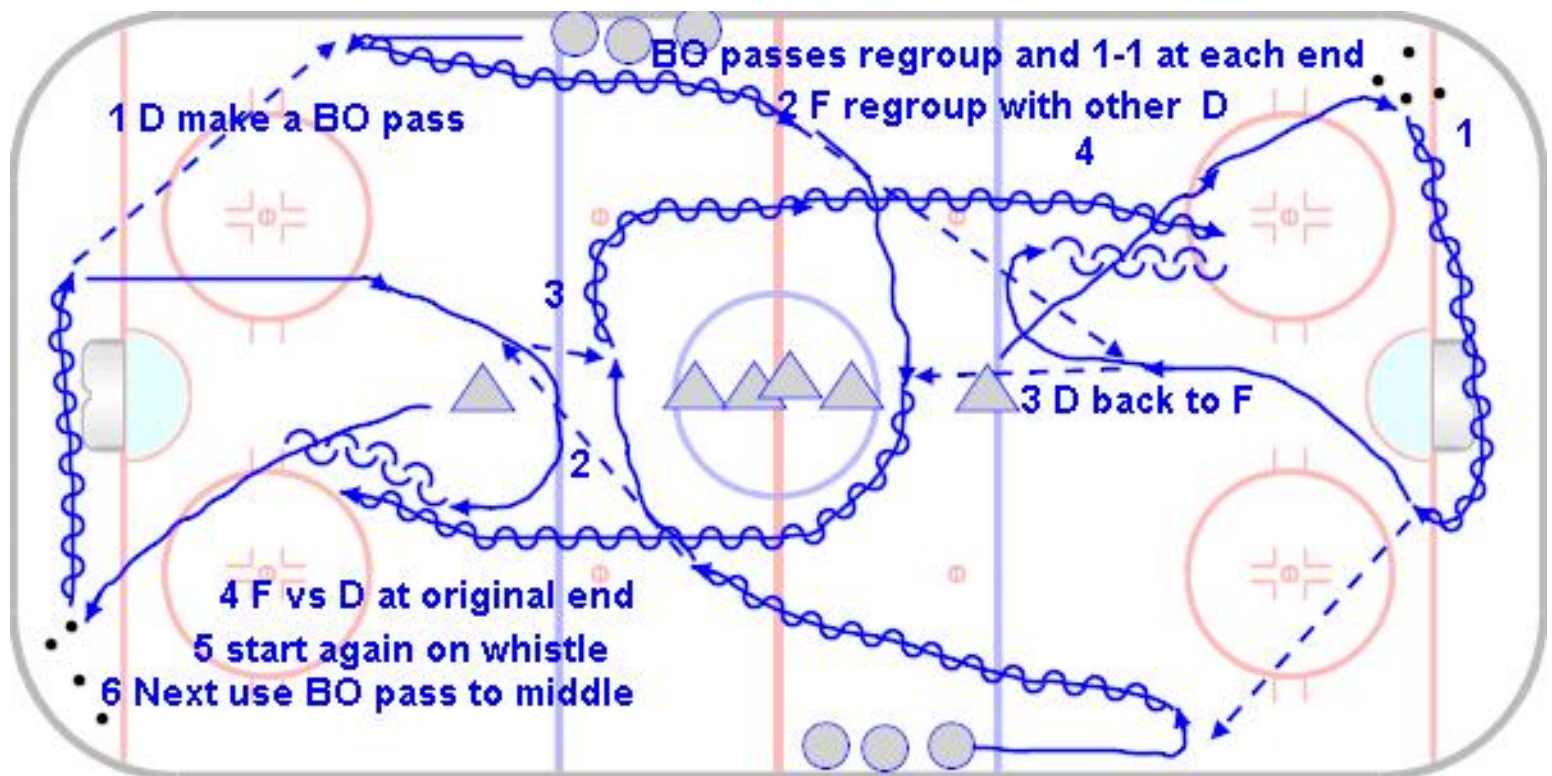 BO passes regroup and 1-1 at each end
2 F regroup with other D
1 D make a BO pass
1
4
3
3 D back to F
2
4 F vs D at original end
5 start again on whistle
6 Next use BO pass to middle